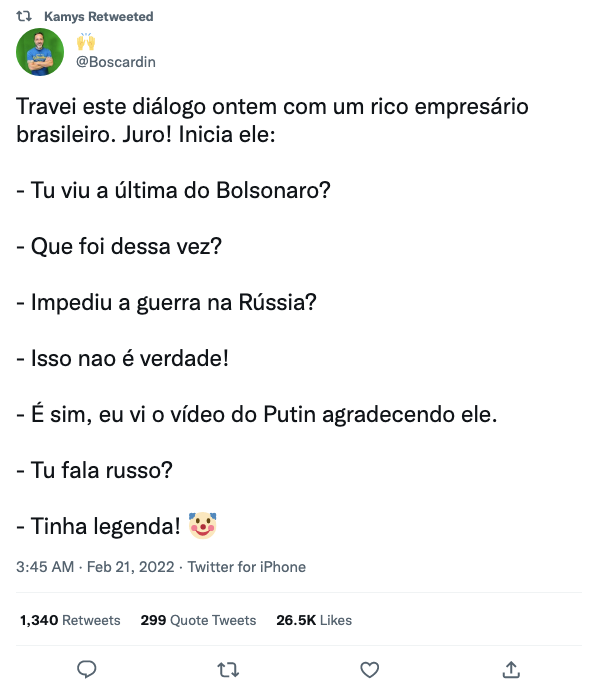 Kamys Retweeted
🙌
@Boscardin
Travei este diálogo ontem com um rico empresário
brasileiro. Juro! Inicia ele:
- Tu viu a última do Bolsonaro?
- Que foi dessa vez?
- Impediu a guerra na Rússia?
- Isso nao é verdade!
- É sim, eu vi o vídeo do Putin agradecendo ele.
- Tu fala russo?
- Tinha legenda! 🤡
3:45 AM · Feb 21, 2022 · Twitter for iPhone
1,340 Retweets 299 Quote Tweets 26.5K Likes